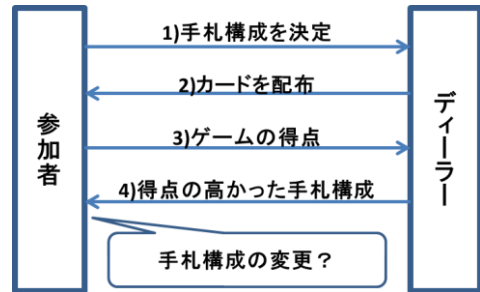 1)手札構成を決定
2)カードを配布
参加者
3)ゲームの得点
ディーラー
4)得点の高かった手札構成
手札構成の変更？